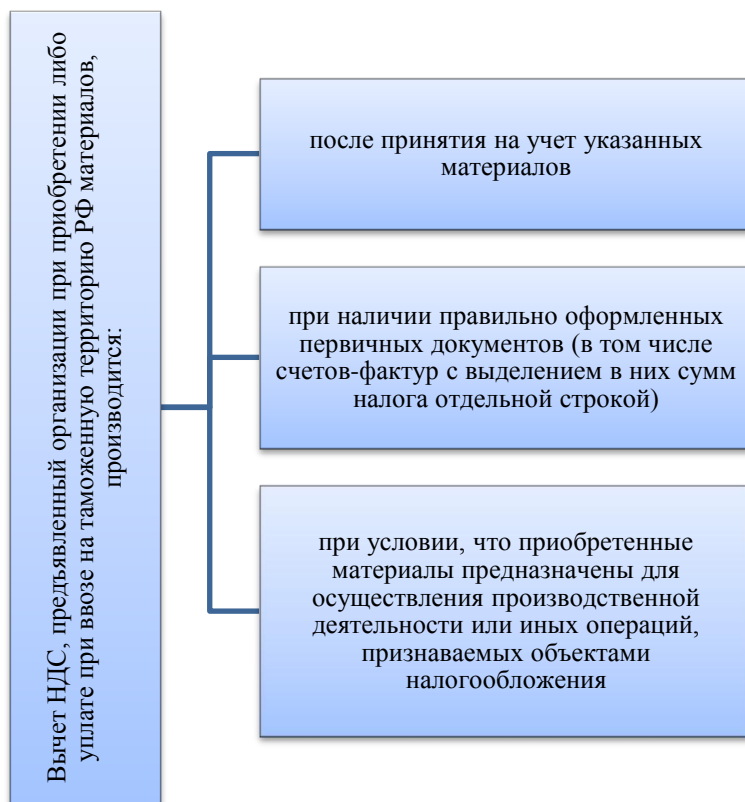 Вычет НДС, предъявленный организации при приобретении либо
уплате при ввозе на таможенную территорию РФ материалов,
производится:
после принятия на учет указанных
материалов
при наличии правильно оформленных
первичных документов (в том числе
счетов-фактур с выделением в них сумм
налога отдельной строкой)
при условии, что приобретенные
материалы предназначены для
осуществления производственной
деятельности или иных операций,
признаваемых объектами
налогообложения